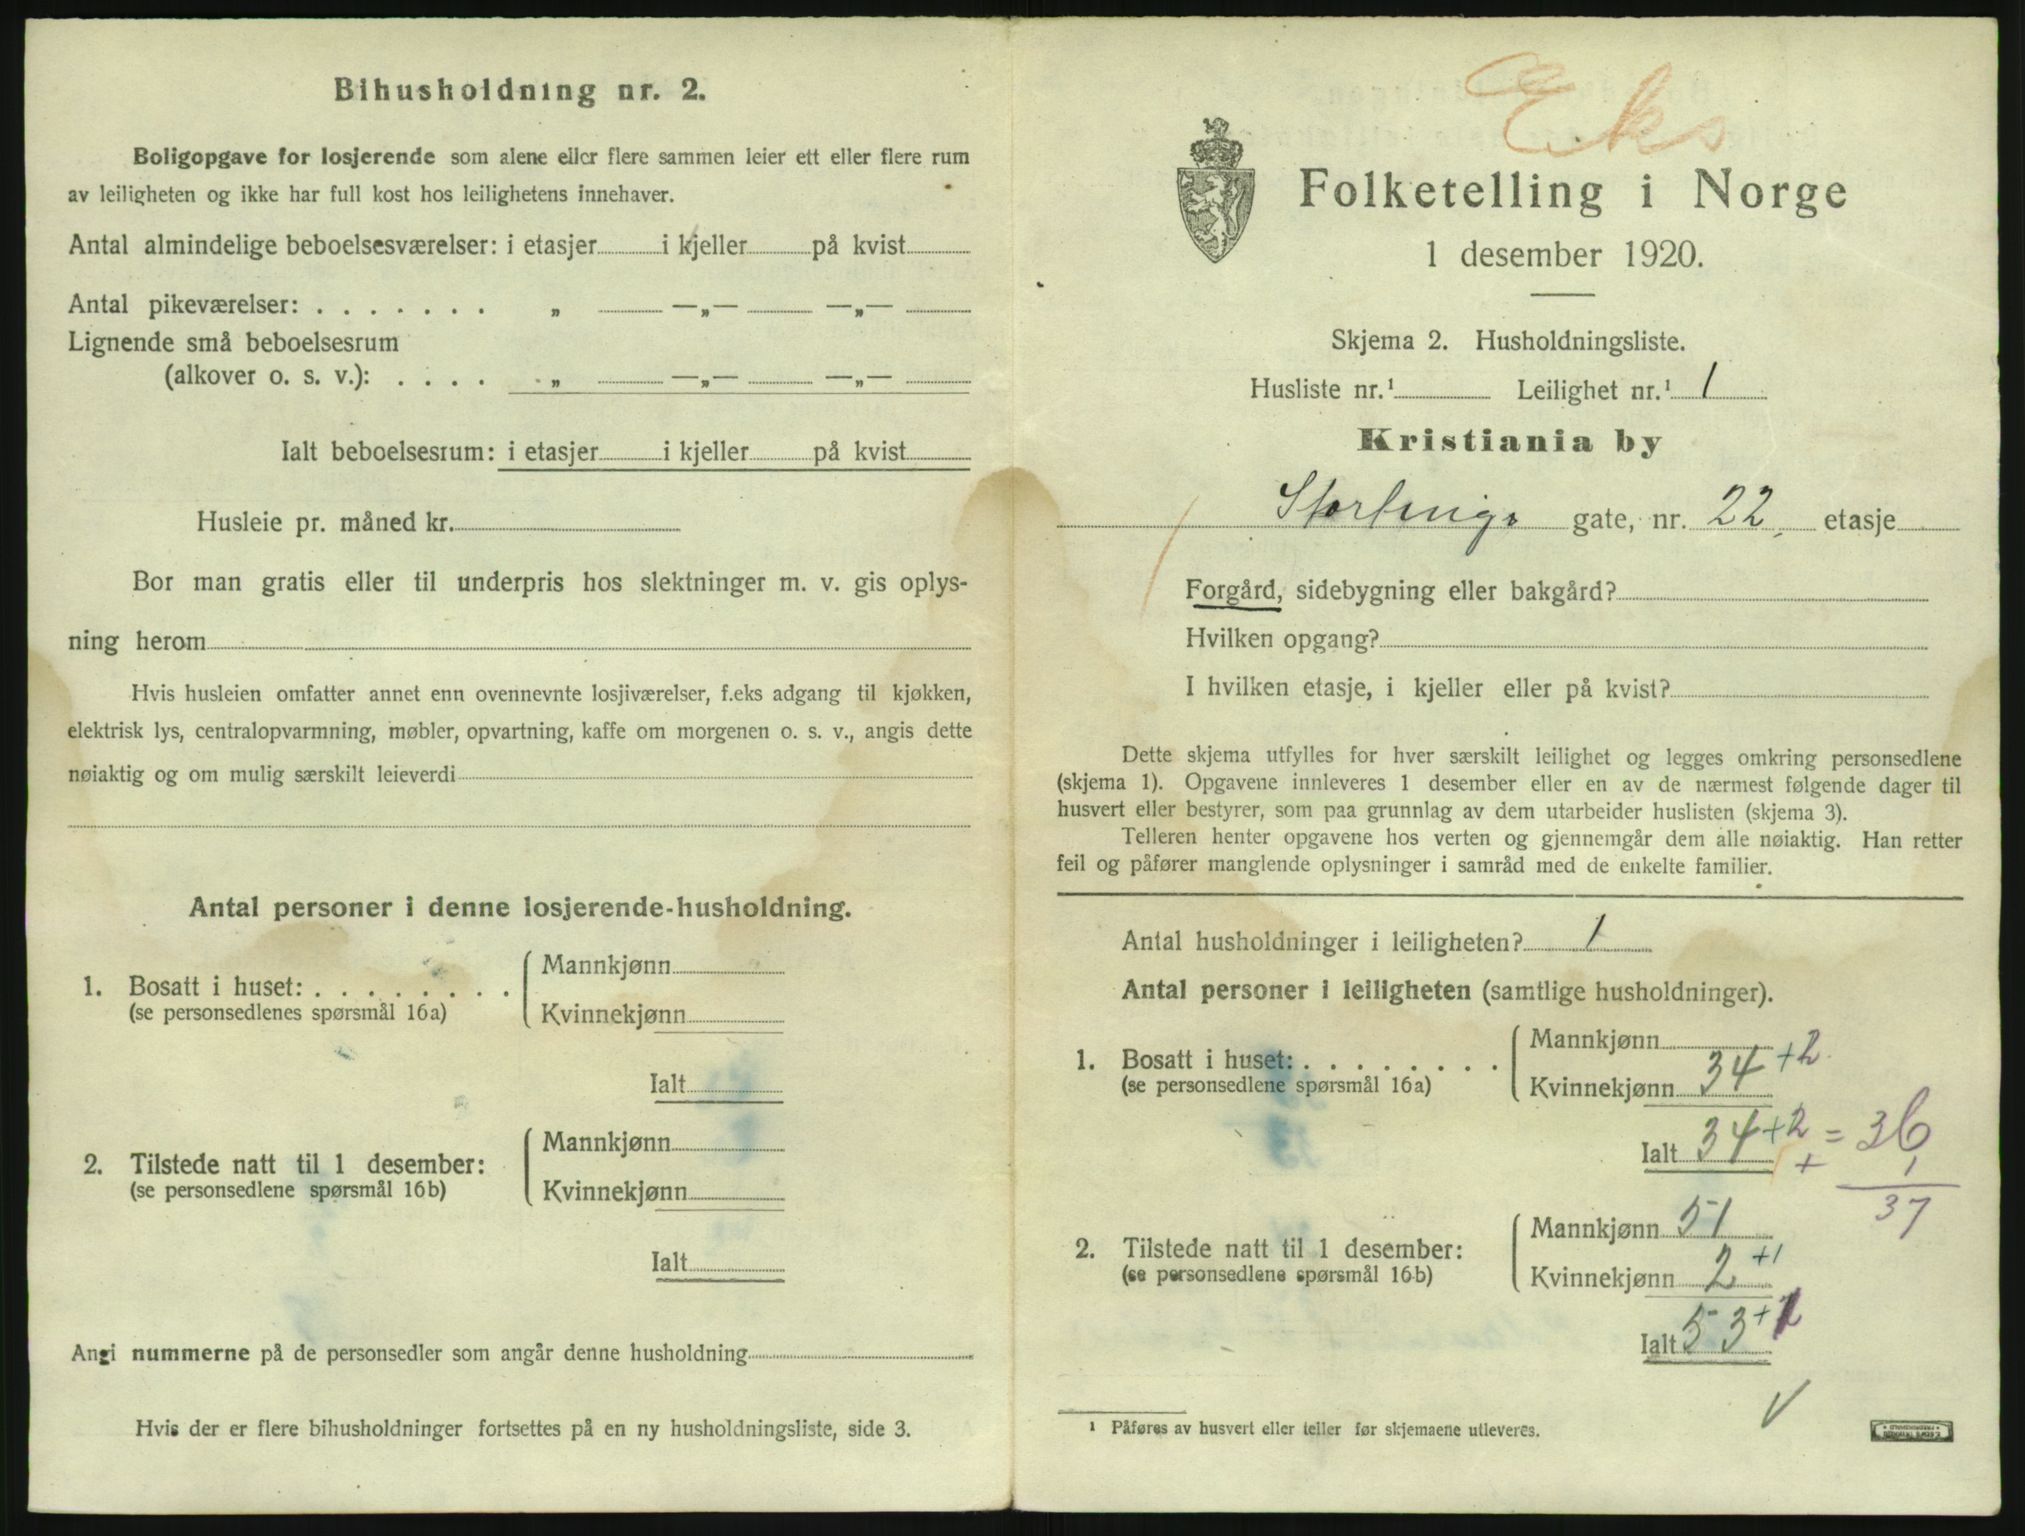 Bihusholdning nr. 2.
Boligopgave for losjerende som alene eller flere sammen leier ett eller flere rum
av leiligheten og ikke har full kost hos leilighetens innehaver.
Antal almindelige beboelsesværelser: i etasjer i kjeller på kvist
Antal pikeværelser: . . . . . . . „ —„— —„—
Lignende små beboelsesrum
(alkover o. s. v.): . . . . „ —„— —„—
Ialt beboelsesrum: i etasjer i kjeller på kvist
Husleie pr. måned kr.
Bor man gratis eller til underpris hos slektninger m. v. gis oplys-
ning herom
Hvis husleien omfatter annet enn ovennevnte losjiværelser, f.eks adgang til kjøkken,
elektrisk lys, centralopvarmning, møbler, opvartning, kaffe om morgenen o. s. v., angis dette
nøiaktig og om mulig særskilt leieverdi
Antal personer i denne losjerende-husholdning.
1. Bosatt i huset: . . . . . . . .
(se personsedlenes spørsmål 16a)
Mannkjønn
Kvinnekjønn
Ialt
2. Tilstede natt til 1 desember:
(se personsedlene spørsmål 16b)
Mannkjønn
Kvinnekjønn
Ialt
Angi nummerne på de personsedler som angår denne husholdning
Hvis der er flere bihusholdninger fortsettes på en ny husholdningsliste, side 3.
Eks
Folketelling i Norge
1 desember 1920.
Skjema 2. Husholdningsliste.
Husliste nr.¹ Leilighet nr.¹ 1
Kristiania by
Stortings gate, nr. 22, etasje
Forgård, sidebygning eller bakgård?
Hvilken opgang?
I hvilken etasje, i kjeller eller på kvist?
Dette skjema utfylles for hver særskilt leilighet og legges omkring personsedlene
(skjema 1). Opgavene innleveres 1 desember eller en av de nærmest følgende dager til
husvert eller bestyrer, som paa grunnlag av dem utarbeider huslisten (skjema 3).
Telleren henter opgavene hos verten og gjennemgår dem alle nøiaktig. Han retter
feil og påfører manglende oplysninger i samråd med de enkelte familier.
Antal husholdninger i leiligheten? 1
Antal personer i leiligheten (samtlige husholdninger).
1. Bosatt i huset: . . . . . . . .
(se personsedlene spørsmål 16a)
Mannkjønn
Kvinnekjønn 34 +2
Ialt 34 +2 = 36
+ 1
37
2. Tilstede natt til 1 desember:
(se personsedlene spørsmål 16b)
Mannkjønn 51
Kvinnekjønn 2 +1
Ialt 53 +
¹ Påføres av husvert eller teller før skjemaene utleveres.